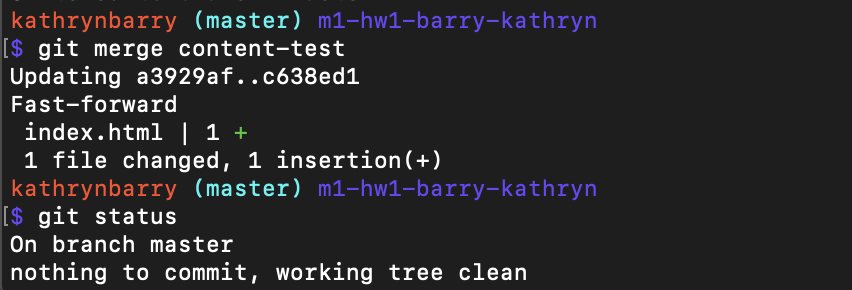 kathrynbarry (master) m1-hw1-barry-kathryn
[$ git merge content-test
Updating a3929af..c638ed1
Fast-forward
index.html | 1 +
1 file changed, 1 insertion(+)
kathrynbarry (master) m1-hw1-barry-kathryn
[$ git status
On branch master
nothing to commit, working tree clean